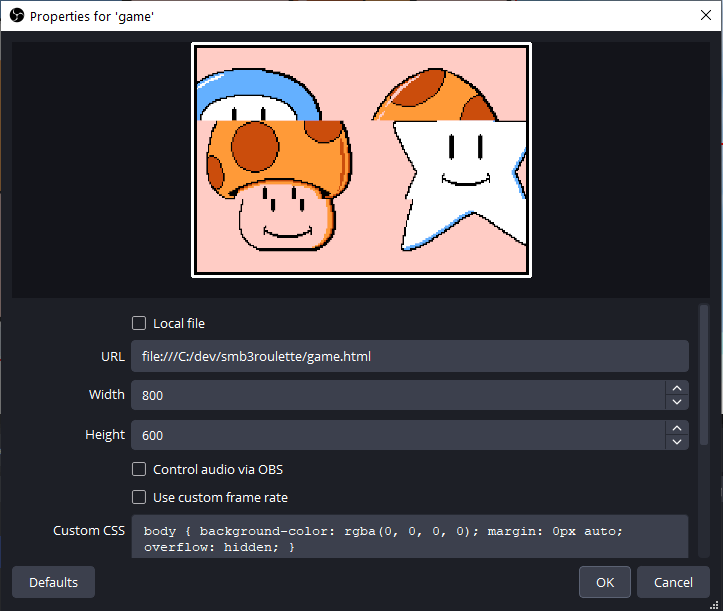 Properties for 'game'
Local file
URL file:///C:/dev/smb3roulette/game.html
Width 800
Height 600
Control audio via OBS
Use custom frame rate
Custom CSS body { background-color: rgba(0, 0, 0, 0); margin: 0px auto;
overflow: hidden; }
Defaults OK Cancel